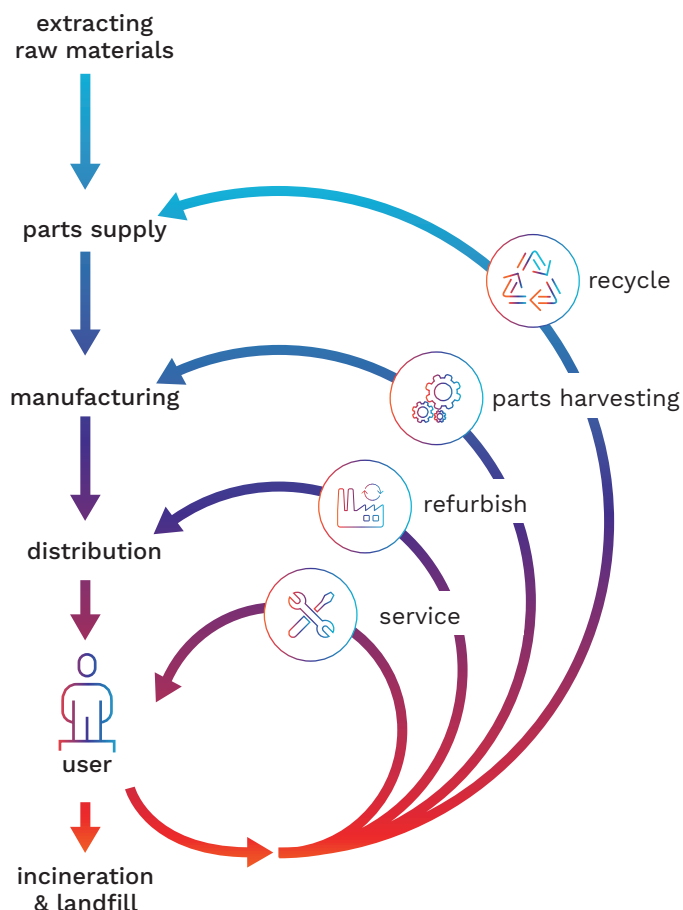 extracting
raw materials
parts supply
recycle
manufacturing
parts harvesting
refurbish
distribution
service
user
incineration
& landfill